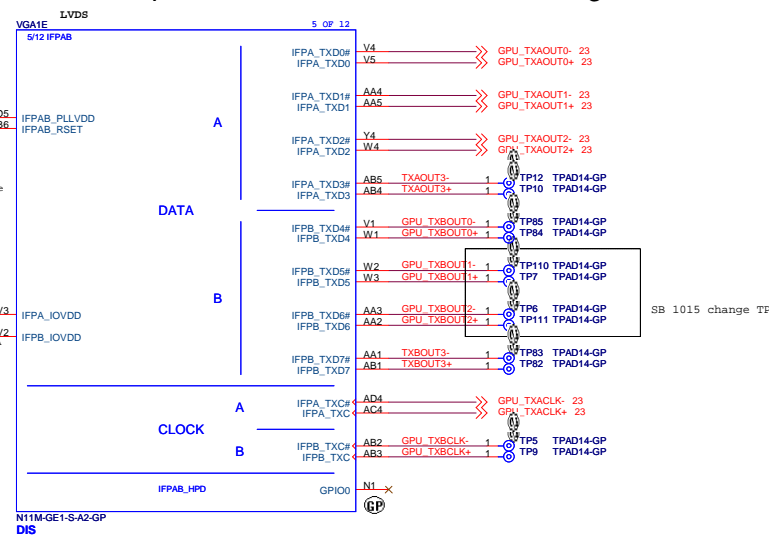 LVDS
VGA1E 5 OF 12
5/12 IFPAB
IFPA_TXD0# V4 GPU_TXAOUT0- 23
IFPA_TXD0 V5 GPU_TXAOUT0+ 23
IFPA_TXD1# AA4 GPU_TXAOUT1- 23
IFPA_TXD1 AA5 GPU_TXAOUT1+ 23
IFPAB_PLLVDD
IFPAB_RSET
A
IFPA_TXD2# Y4 GPU_TXAOUT2- 23
IFPA_TXD2 W4 GPU_TXAOUT2+ 23
IFPA_TXD3# AB5 TXAOUT3- 1 TP12 TPAD14-GP
IFPA_TXD3 AB4 TXAOUT3+ 1 TP10 TPAD14-GP
DATA
IFPB_TXD4# V1 GPU_TXBOUT0- 1 TP85 TPAD14-GP
IFPB_TXD4 W1 GPU_TXBOUT0+ 1 TP84 TPAD14-GP
IFPB_TXD5# W2 GPU_TXBOUT1- 1 TP110 TPAD14-GP
IFPB_TXD5 W3 GPU_TXBOUT1+ 1 TP7 TPAD14-GP
B
IFPA_IOVDD
IFPB_IOVDD
IFPB_TXD6# AA3 GPU_TXBOUT2- 1 TP6 TPAD14-GP
IFPB_TXD6 AA2 GPU_TXBOUT2+ 1 TP111 TPAD14-GP
SB 1015 change TP
IFPB_TXD7# AA1 TXBOUT3- 1 TP83 TPAD14-GP
IFPB_TXD7 AB1 TXBOUT3+ 1 TP82 TPAD14-GP
A
IFPA_TXC# AD4 GPU_TXACLK- 23
IFPA_TXC AC4 GPU_TXACLK+ 23
CLOCK
B
IFPB_TXC# AB2 GPU_TXBCLK- 1 TP5 TPAD14-GP
IFPB_TXC AB3 GPU_TXBCLK+ 1 TP9 TPAD14-GP
IFPAB_HPD GPIO0 N1
GP
N11M-GE1-S-A2-GP
DIS